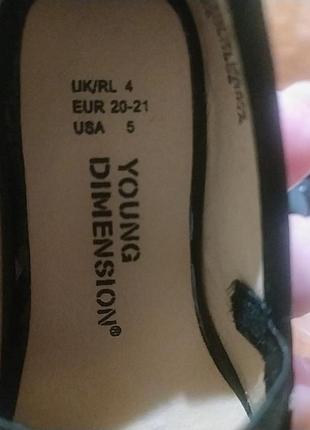 UK/RL 4
EUR 20-21
USA 5
YOUNG
DIMENSION®